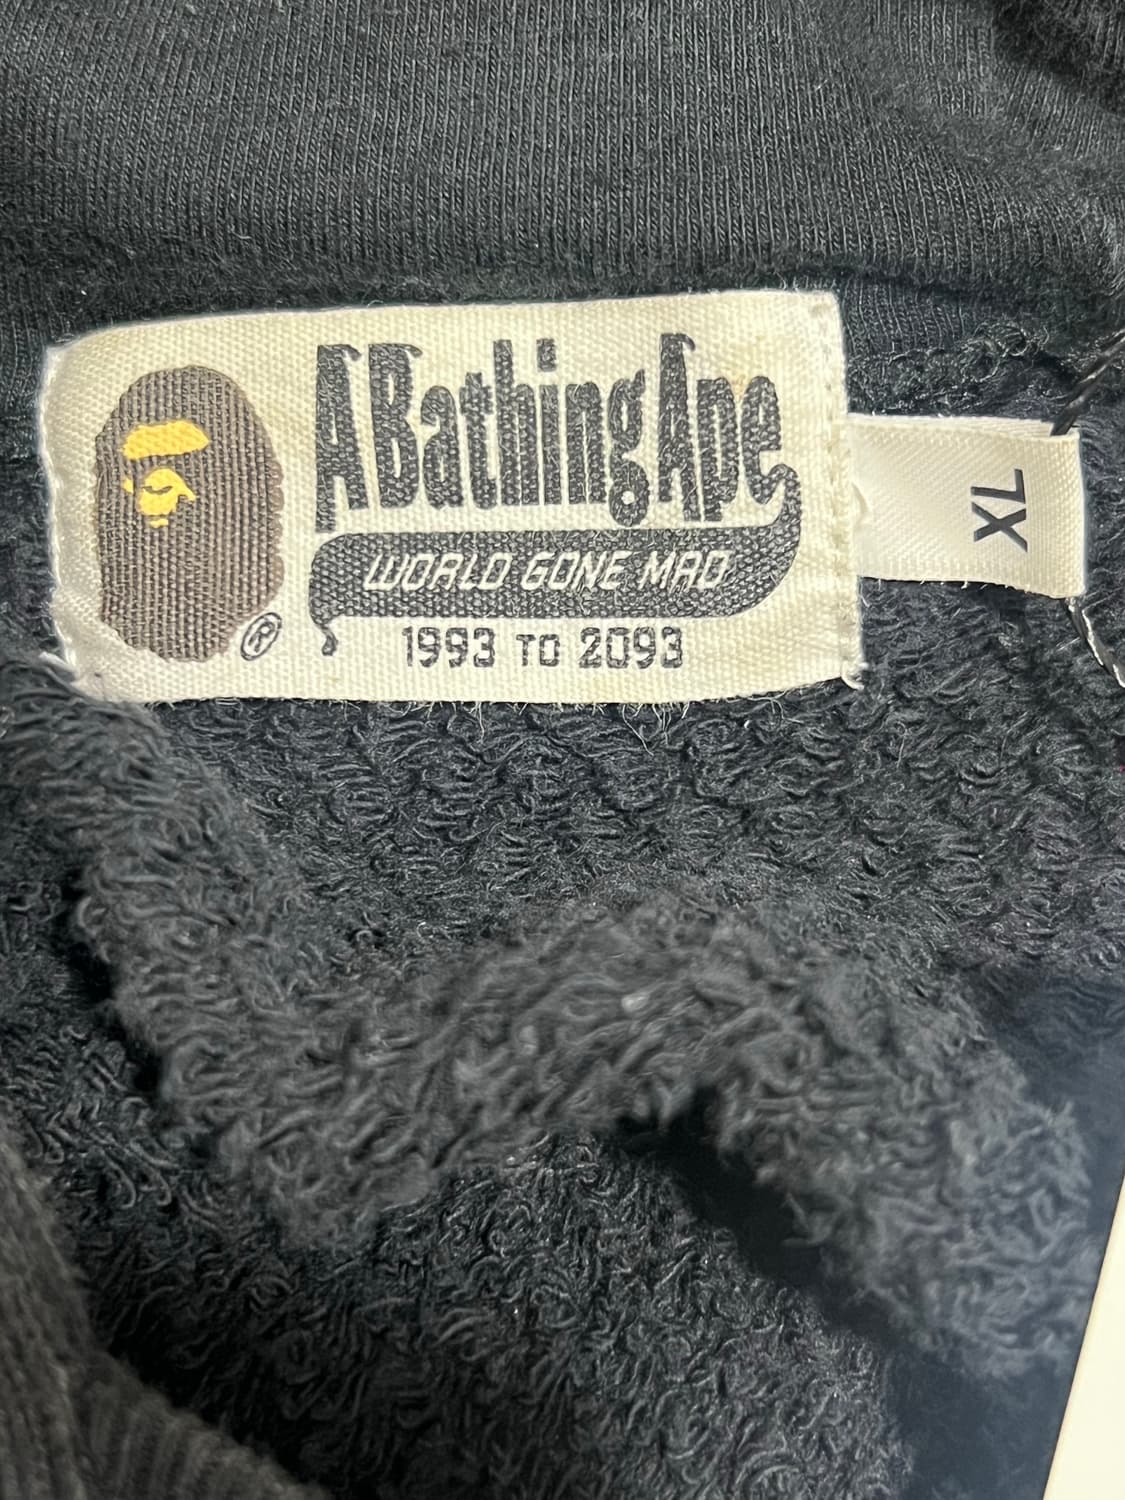 A Bathing Ape
WORLD GONE MAD
1993 TO 2093
®
XL